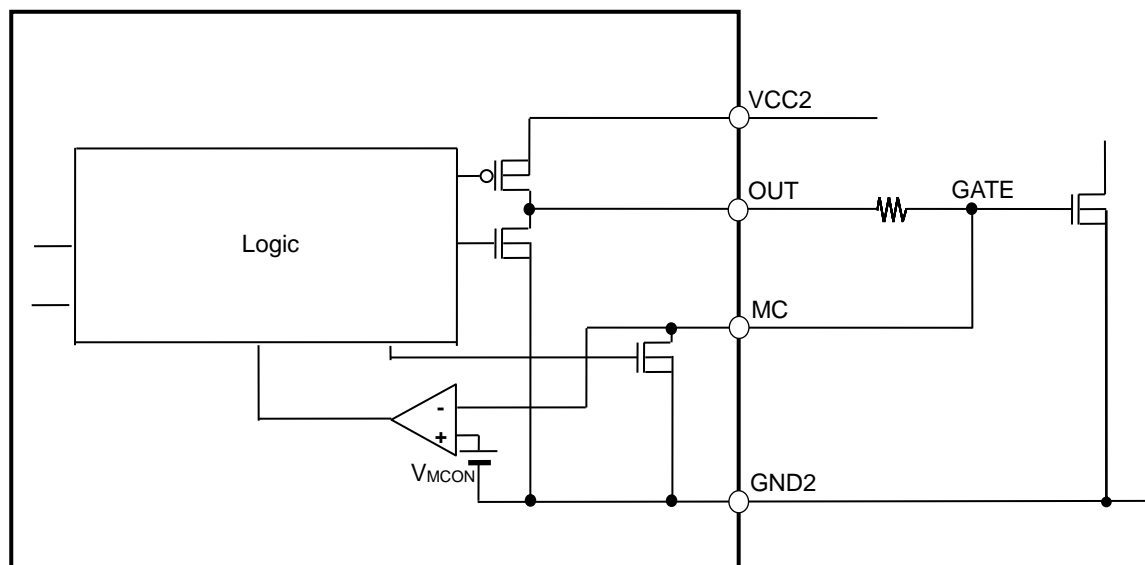 VCC2
OUT
GATE
Logic
MC
-
+
VMCON
GND2